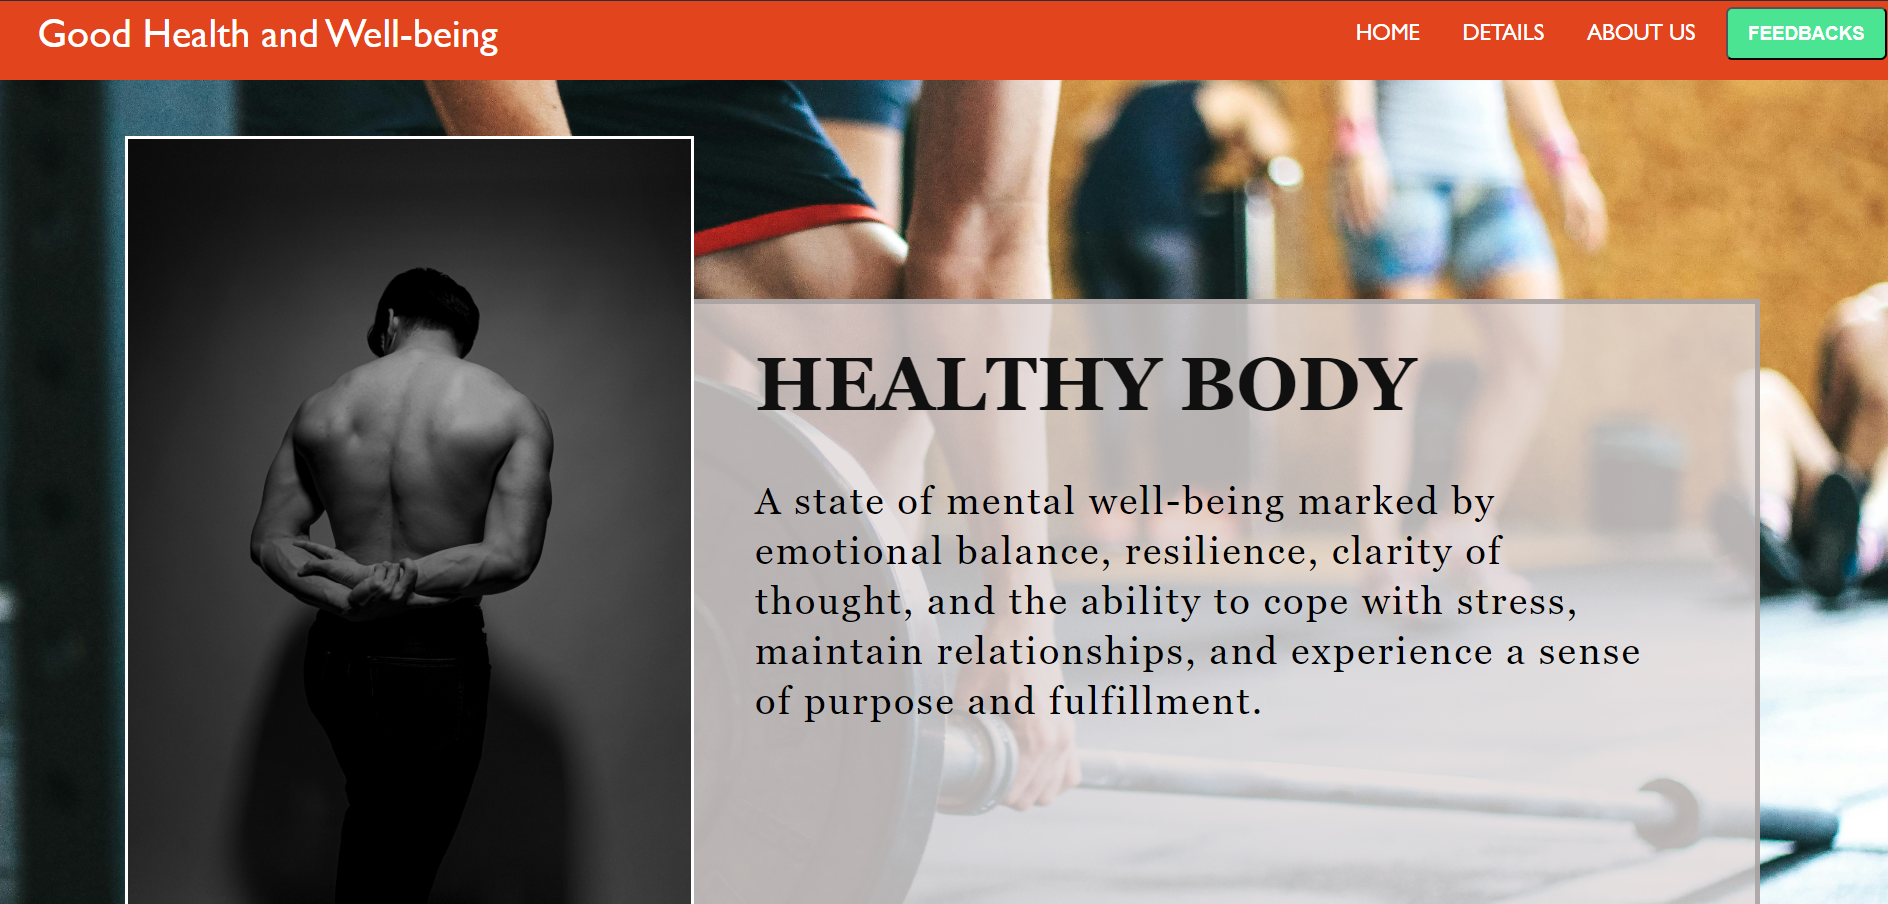 Good Health and Well-being
HOME DETAILS ABOUT US FEEDBACKS
HEALTHY BODY
A state of mental well-being marked by
emotional balance, resilience, clarity of
thought, and the ability to cope with stress,
maintain relationships, and experience a sense
of purpose and fulfillment.